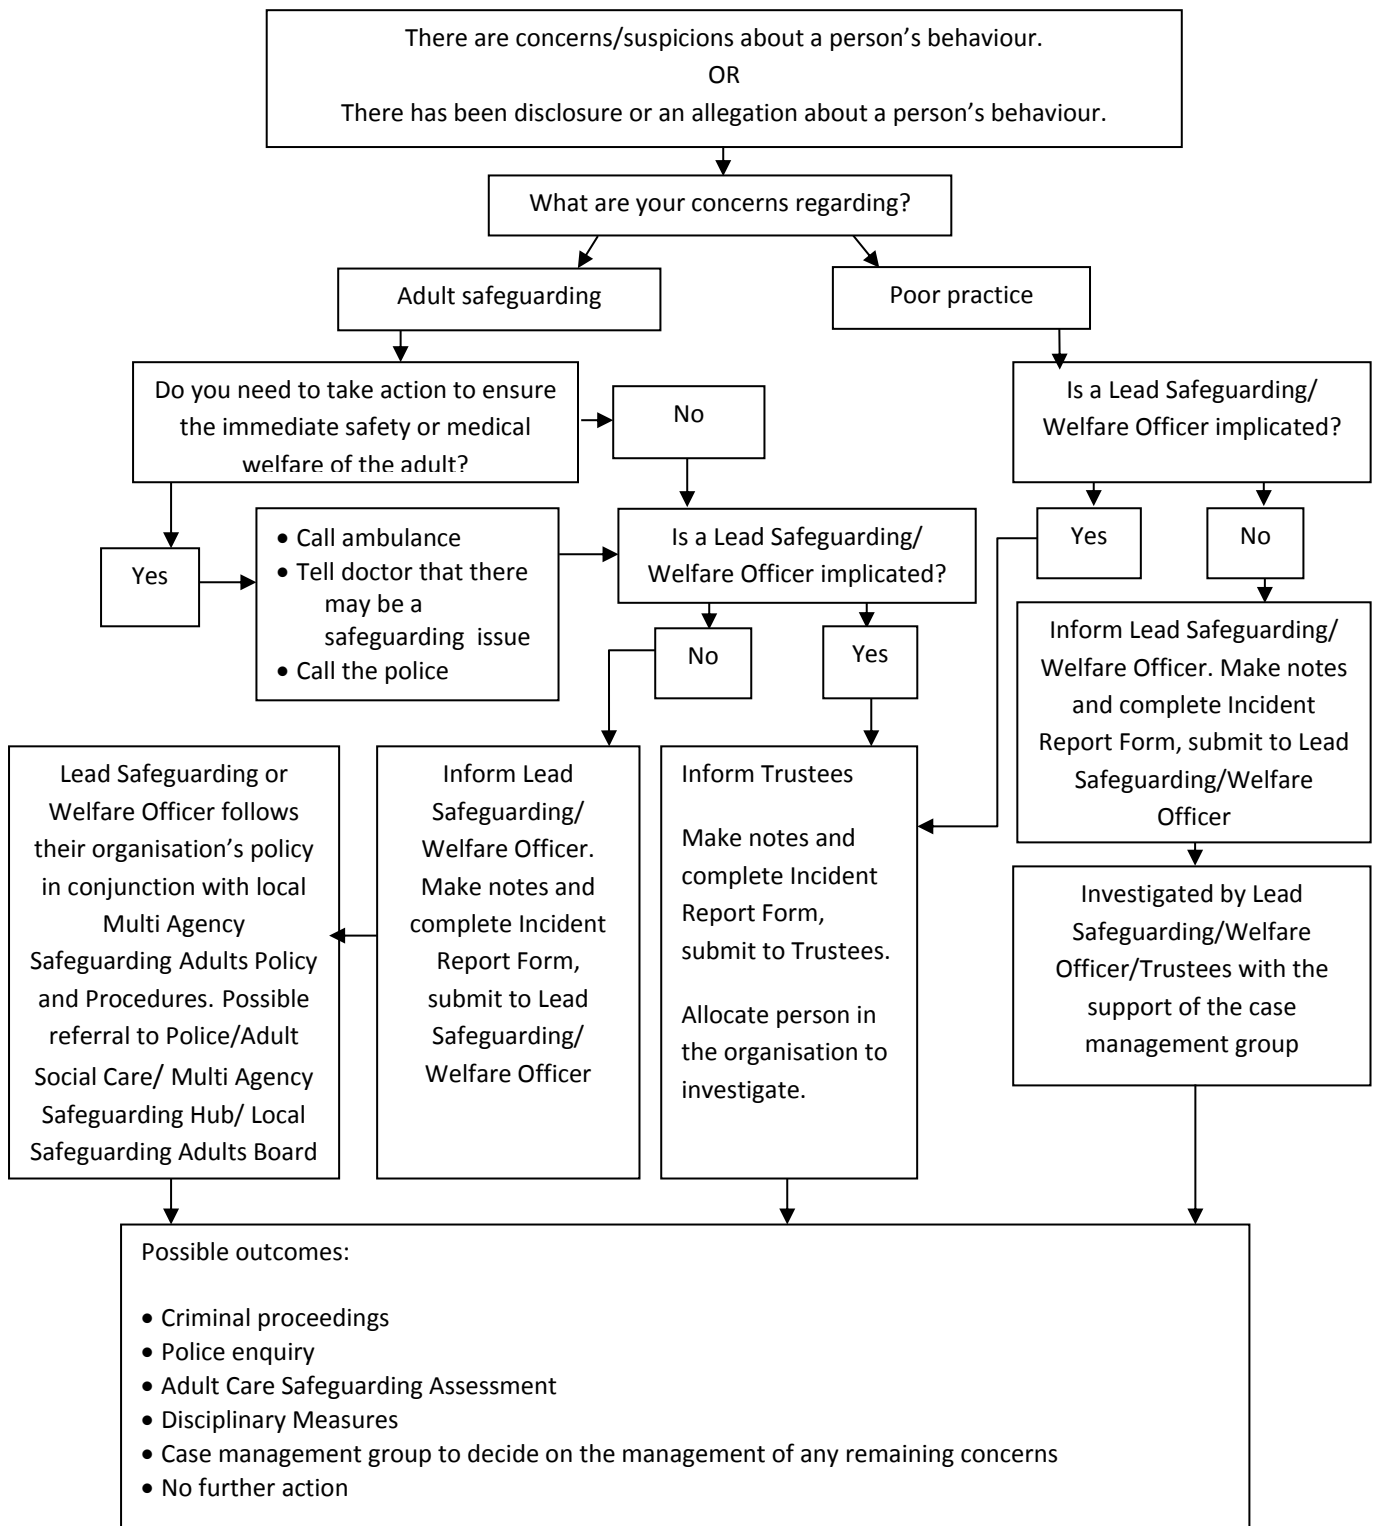 There are concerns/suspicions about a person’s behaviour.
OR
There has been disclosure or an allegation about a person’s behaviour.
What are your concerns regarding?
Adult safeguarding
Poor practice
Do you need to take action to ensure
the immediate safety or medical
welfare of the adult?
No
Is a Lead Safeguarding/
Welfare Officer implicated?
Yes
• Call ambulance
• Tell doctor that there
may be a
safeguarding issue
• Call the police
Is a Lead Safeguarding/
Welfare Officer implicated?
Yes
No
No
Yes
Inform Lead Safeguarding/
Welfare Officer. Make notes
and complete Incident
Report Form, submit to Lead
Safeguarding/Welfare
Officer
Lead Safeguarding or
Welfare Officer follows
their organisation’s policy
in conjunction with local
Multi Agency
Safeguarding Adults Policy
and Procedures. Possible
referral to Police/Adult
Social Care/ Multi Agency
Safeguarding Hub/ Local
Safeguarding Adults Board
Inform Lead
Safeguarding/
Welfare Officer.
Make notes and
complete Incident
Report Form,
submit to Lead
Safeguarding/
Welfare Officer
Inform Trustees
Make notes and
complete Incident
Report Form,
submit to Trustees.
Allocate person in
the organisation to
investigate.
Investigated by Lead
Safeguarding/Welfare
Officer/Trustees with the
support of the case
management group
Possible outcomes:
• Criminal proceedings
• Police enquiry
• Adult Care Safeguarding Assessment
• Disciplinary Measures
• Case management group to decide on the management of any remaining concerns
• No further action